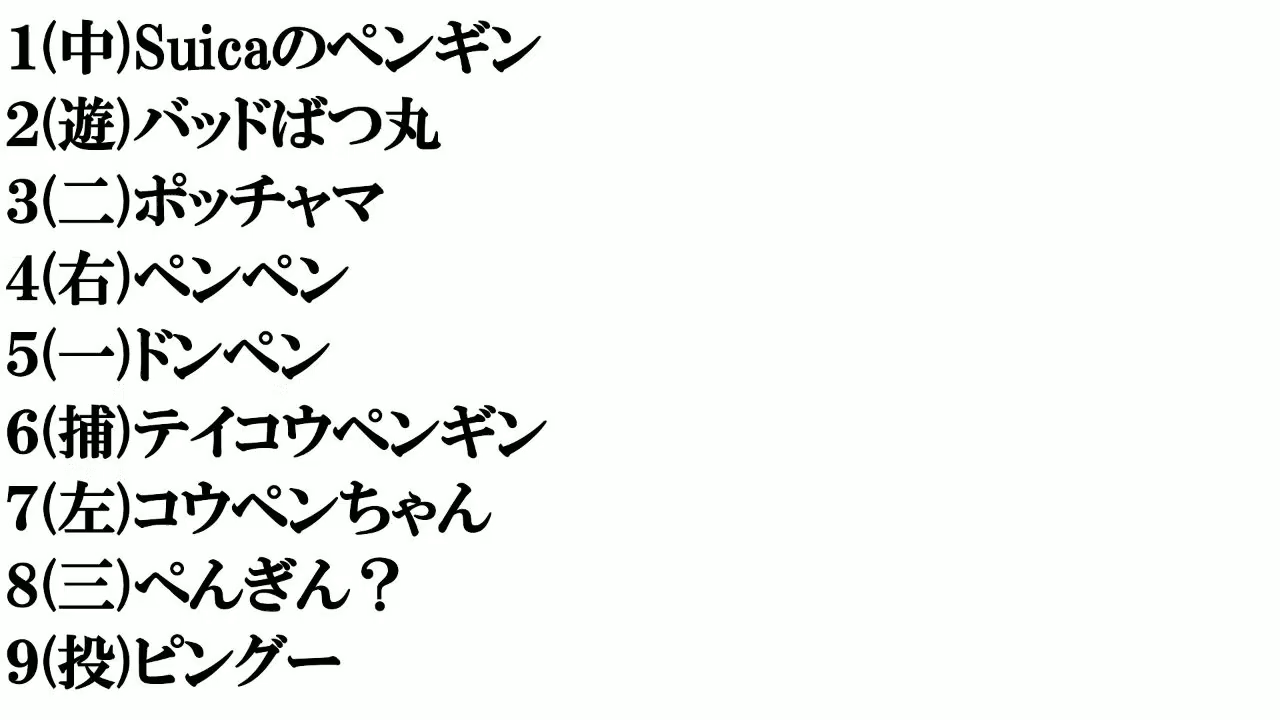 1(中)Suicaのペンギン
2(遊)バッドばつ丸
3(二)ポッチャマ
4(右)ペンペン
5(一)ドンペン
6(捕)テイコウペンギン
7(左)コウペンちゃん
8(三)ぺんぎん？
9(投)ピングー